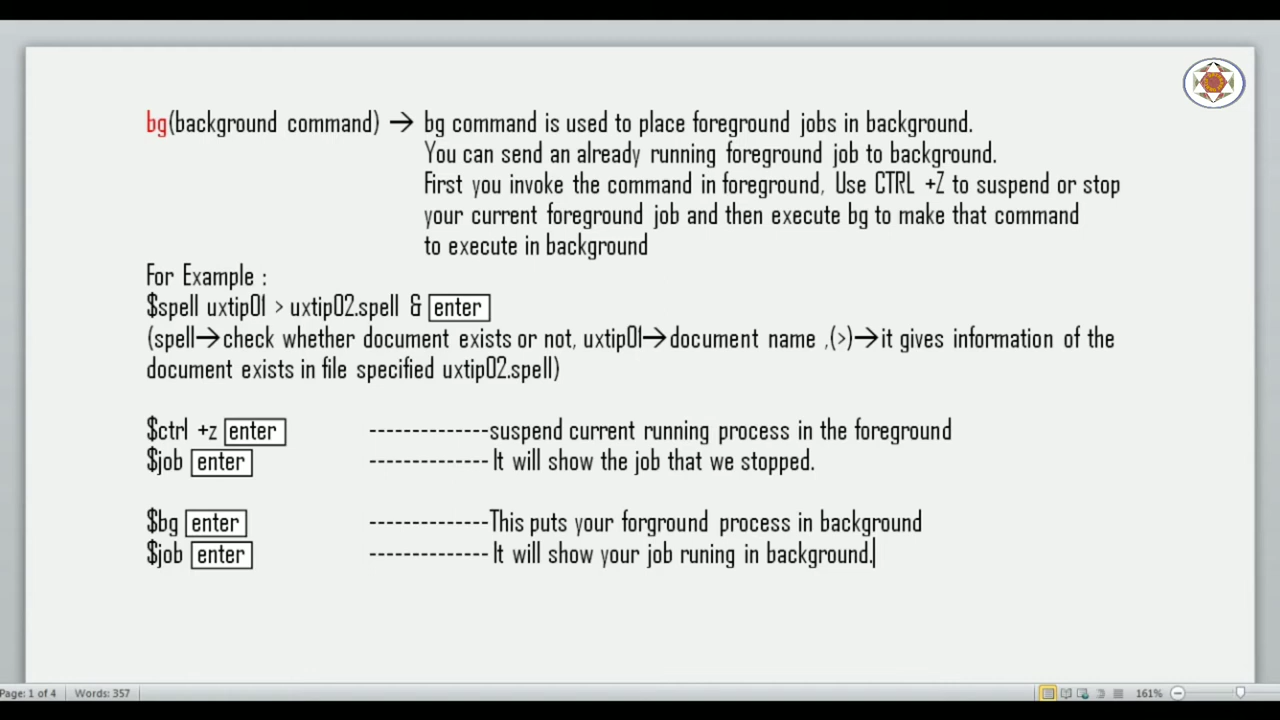 bg(background command) → bg command is used to place foreground jobs in background.
You can send an already running foreground job to background.
First you invoke the command in foreground, Use CTRL +Z to suspend or stop
your current foreground job and then execute bg to make that command
to execute in background
For Example :
$spell uxtip01 > uxtip02.spell & enter
(spell→check whether document exists or not, uxtip01→document name ,(>)→it gives information of the
document exists in file specified uxtip02.spell)
$ctrl +z enter --------------suspend current running process in the foreground
$job enter -------------- It will show the job that we stopped.
$bg enter --------------This puts your forground process in background
$job enter -------------- It will show your job runing in background.
Page: 1 of 4 Words: 357 161%